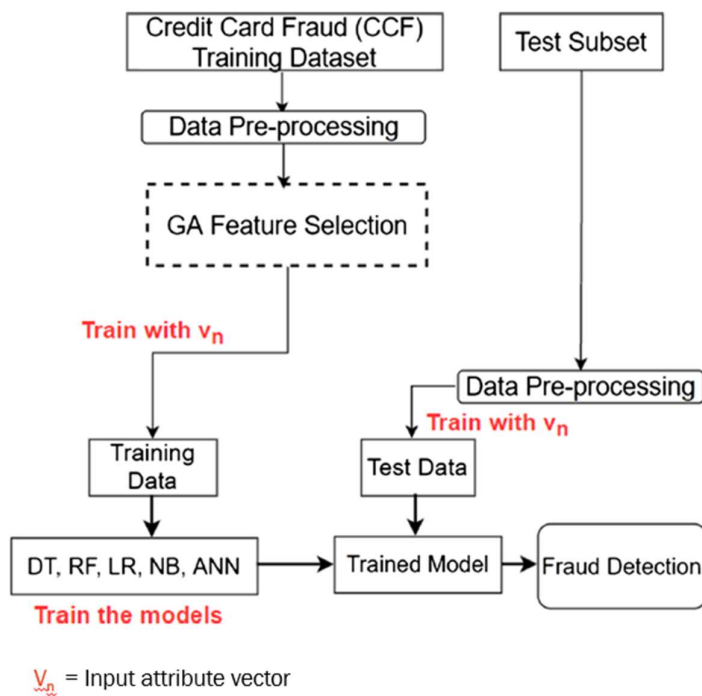 Credit Card Fraud (CCF)
Training Dataset
Test Subset
Data Pre-processing
GA Feature Selection
Train with vn
Data Pre-processing
Train with vn
Training
Data
Test Data
DT, RF, LR, NB, ANN
Trained Model
Fraud Detection
Train the models
Vn = Input attribute vector